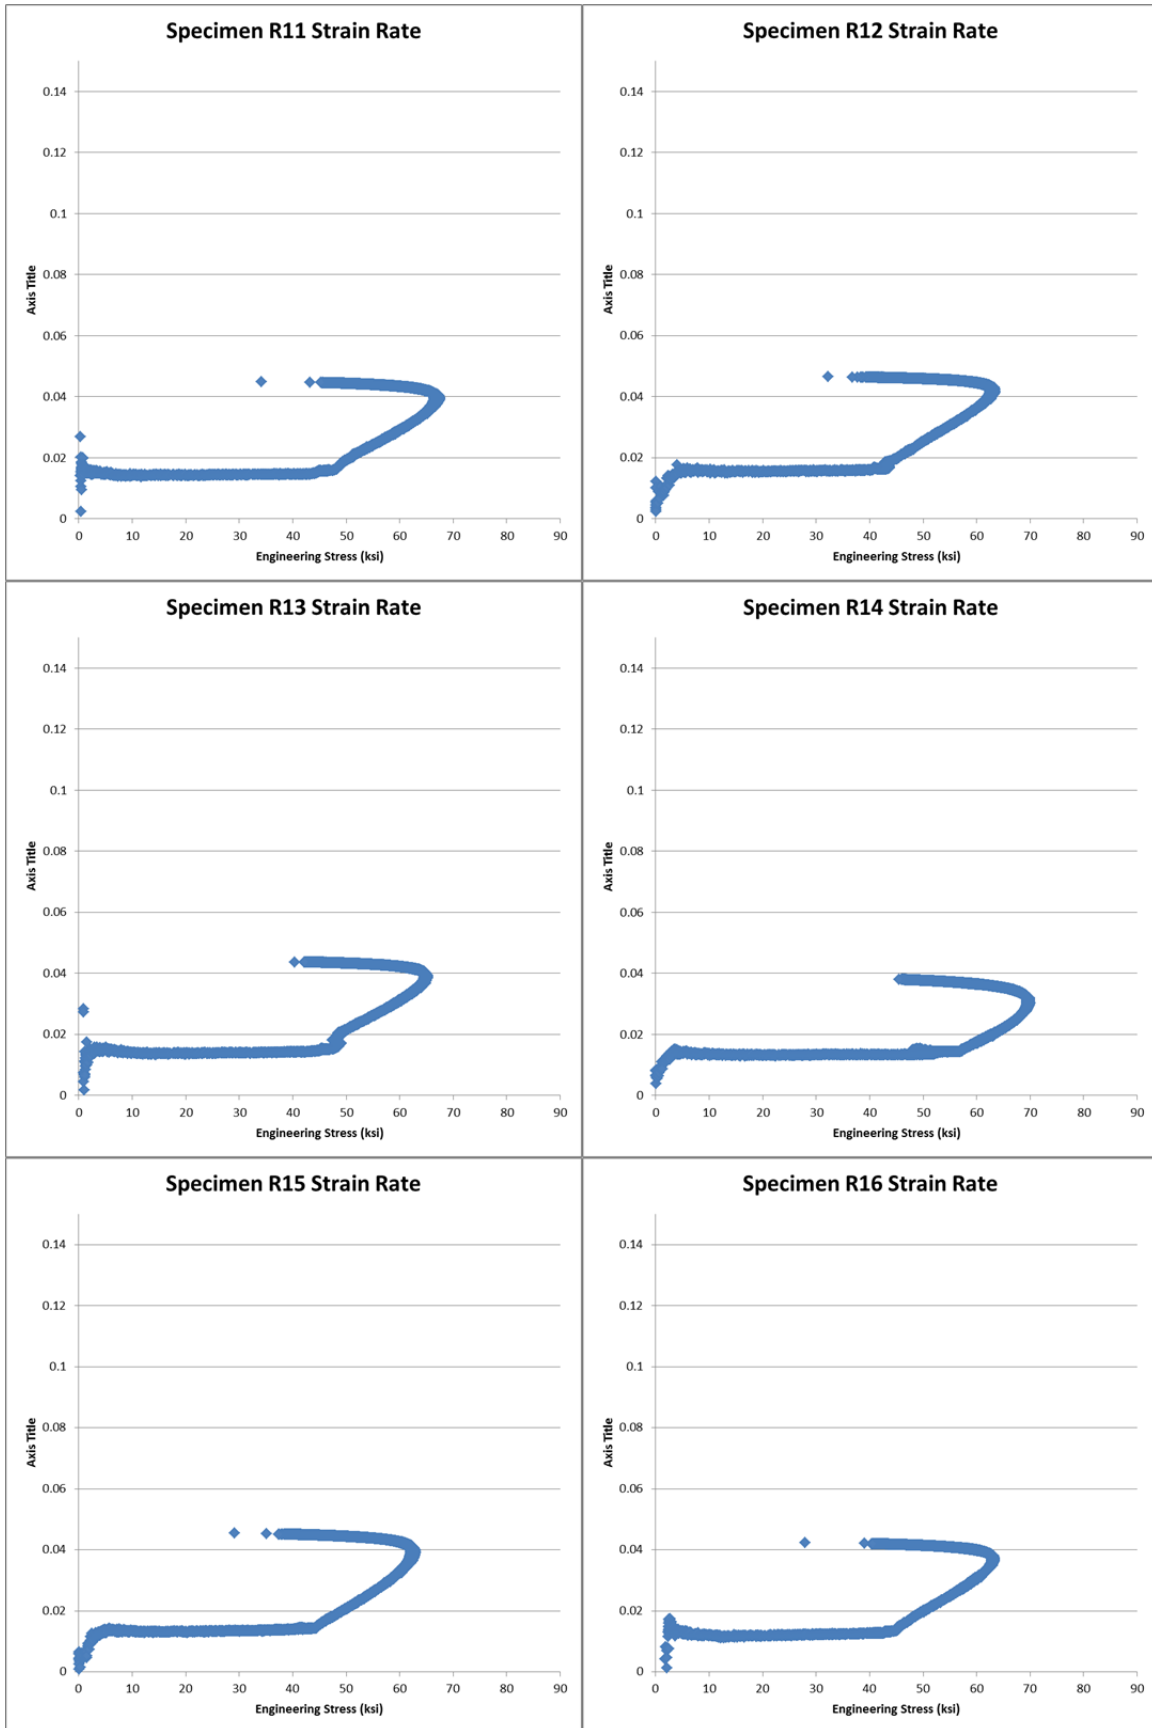 Specimen R11 Strain Rate
0.14
0.12
0.1
0.08
0.06
0.04
0.02
0
Axis Title
0 10 20 30 40 50 60 70 80 90
Engineering Stress (ksi)
Specimen R12 Strain Rate
0.14
0.12
0.1
0.08
0.06
0.04
0.02
0
Axis Title
0 10 20 30 40 50 60 70 80 90
Engineering Stress (ksi)
Specimen R13 Strain Rate
0.14
0.12
0.1
0.08
0.06
0.04
0.02
0
Axis Title
0 10 20 30 40 50 60 70 80 90
Engineering Stress (ksi)
Specimen R14 Strain Rate
0.14
0.12
0.1
0.08
0.06
0.04
0.02
0
Axis Title
0 10 20 30 40 50 60 70 80 90
Engineering Stress (ksi)
Specimen R15 Strain Rate
0.14
0.12
0.1
0.08
0.06
0.04
0.02
0
Axis Title
0 10 20 30 40 50 60 70 80 90
Engineering Stress (ksi)
Specimen R16 Strain Rate
0.14
0.12
0.1
0.08
0.06
0.04
0.02
0
Axis Title
0 10 20 30 40 50 60 70 80 90
Engineering Stress (ksi)